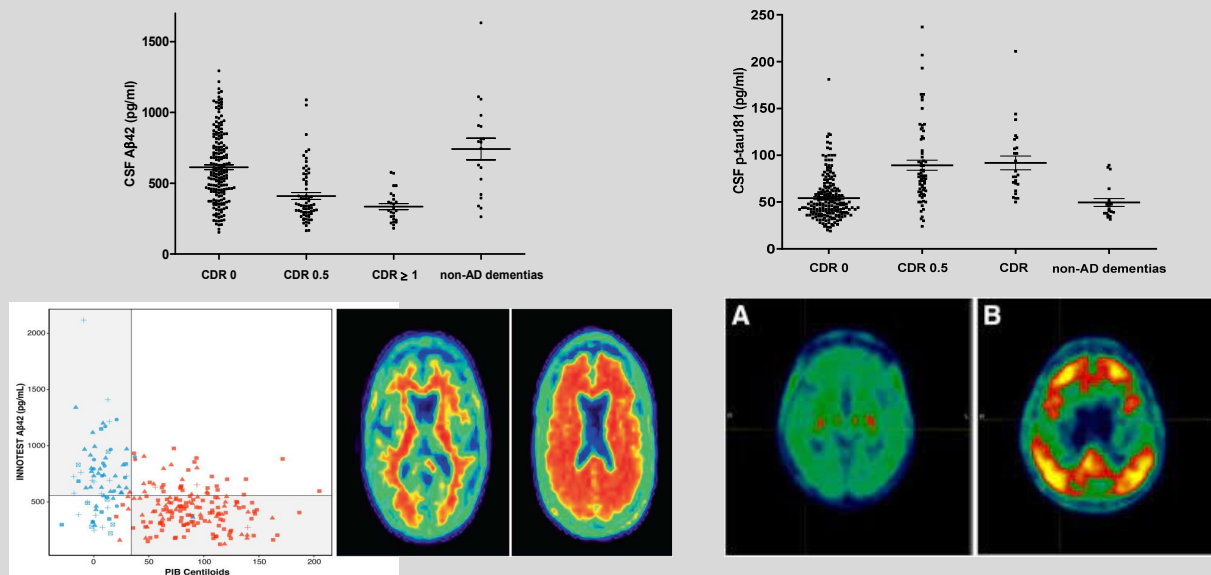 CSF Aβ42 (pg/ml)
1500
1000
500
0
CDR 0
CDR 0.5
CDR ≥ 1
non-AD dementias
CSF p-tau181 (pg/ml)
250
200
150
100
50
0
CDR 0
CDR 0.5
CDR
non-AD dementias
INNOTEST Aβ42 (pg/mL)
2000
1500
1000
500
0
50
100
150
200
PIB Centiloids
A
B